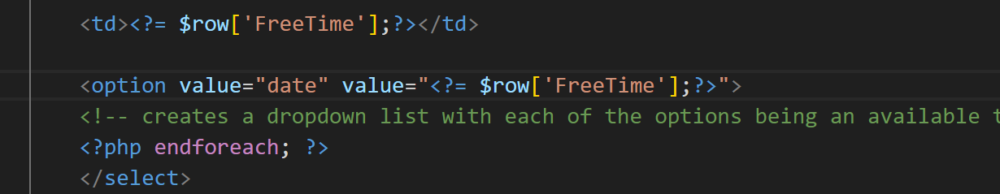 <td><?= $row['FreeTime'];?></td>
<option value="date" value="<?= $row['FreeTime'];?>">
<!-- creates a dropdown list with each of the options being an available t
<?php endforeach; ?>
</select>